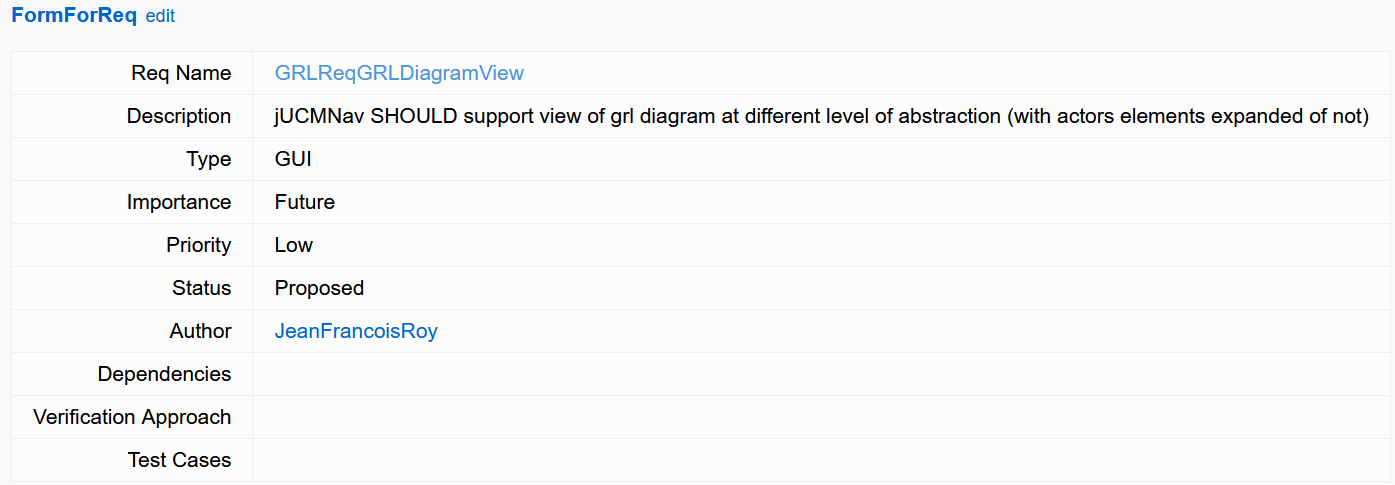 FormForReq edit
Req Name GRLReqGRLDiagramView
Description jUCMNav SHOULD support view of grl diagram at different level of abstraction (with actors elements expanded of not)
Type GUI
Importance Future
Priority Low
Status Proposed
Author JeanFrancoisRoy
Dependencies
Verification Approach
Test Cases